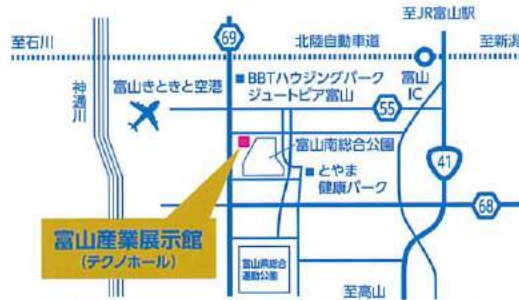 至JR富山駅
69
至石川
北陸自動車道
至新潟
富山
IC
神通川
富山きときと空港
■BBTハウジングパーク
ジュートピア富山
55
富山南総合公園
■とやま
健康パーク
41
富山産業展示館
(テクノホール)
68
富山県総合
運動公園
至高山